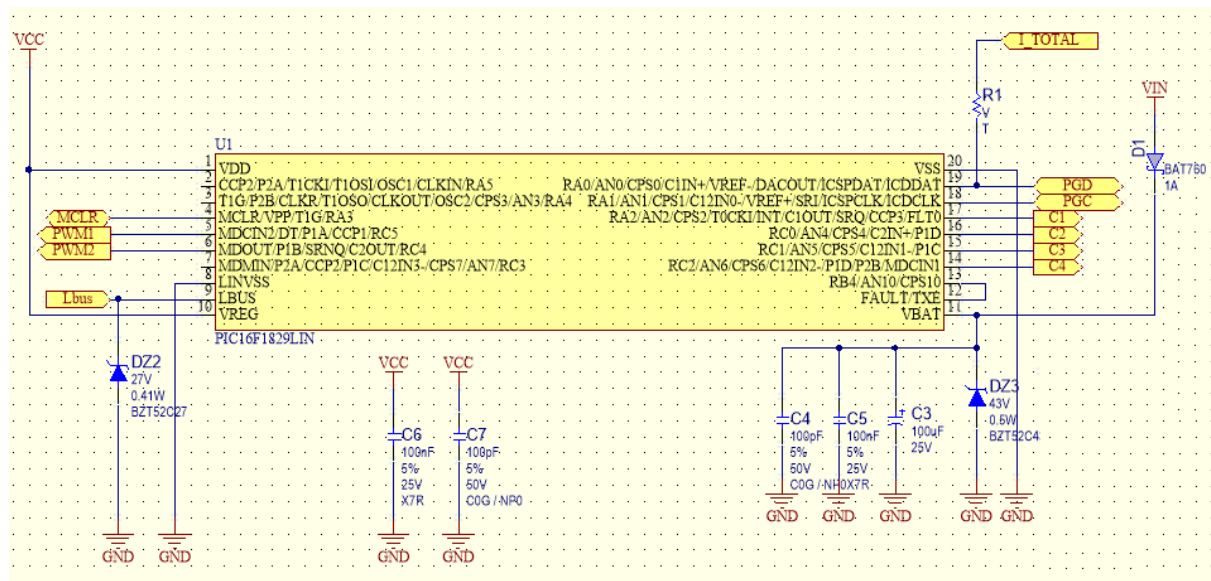 VCC
I_TOTAL
R1
V
T
VIN
D1
BAT760
1A
U1
1
VDD
VSS
20
2
CCP2/P2A/T1CKI/T1OSI/OSC1/CLKIN/RA5
RA0/AN0/CPS0/C1IN+/VREF-/DACOUT/ICSPDAT/ICDDAT
19
PGD
3
T1G/P2B/CLKR/T1OSO/CLKOUT/OSC2/CPS3/AN3/RA4
RA1/AN1/CPS1/C12IN0-/VREF+/SRI/ICSPCLK/ICDCLK
18
PGC
MCLR
4
MCLR/VPP/T1G/RA3
RA2/AN2/CPS2/T0CKI/INT/C1OUT/SRQ/CCP3/FLT0
17
C1
PWM1
5
MDCIN2/DT/P1A/CCP1/RC5
RC0/AN4/CPS4/C2IN+/P1D
16
C2
PWM2
6
MDOUT/P1B/SRNQ/C2OUT/RC4
RC1/AN5/CPS5/C12IN1-/P1C
15
C3
7
MDMIN/P2A/CCP2/P1C/C12IN3-/CPS7/AN7/RC3
RC2/AN6/CPS6/C12IN2-/P1D/P2B/MDCIN1
14
C4
8
LINVSS
RB4/AN10/CPS10
13
Lbus
9
LBUS
FAULT/TXE
12
10
VREG
VBAT
11
PIC16F1829LIN
DZ2
27V
0.41W
BZT52C27
VCC
VCC
C6
100nF
5%
25V
X7R
C7
100pF
5%
50V
C0G / NP0
C4
100pF
5%
50V
C0G / NP0
C5
100nF
5%
25V
X7R
C3
100uF
25V
DZ3
43V
0.5W
BZT52C4
GND
GND
GND
GND
GND
GND
GND
GND
GND